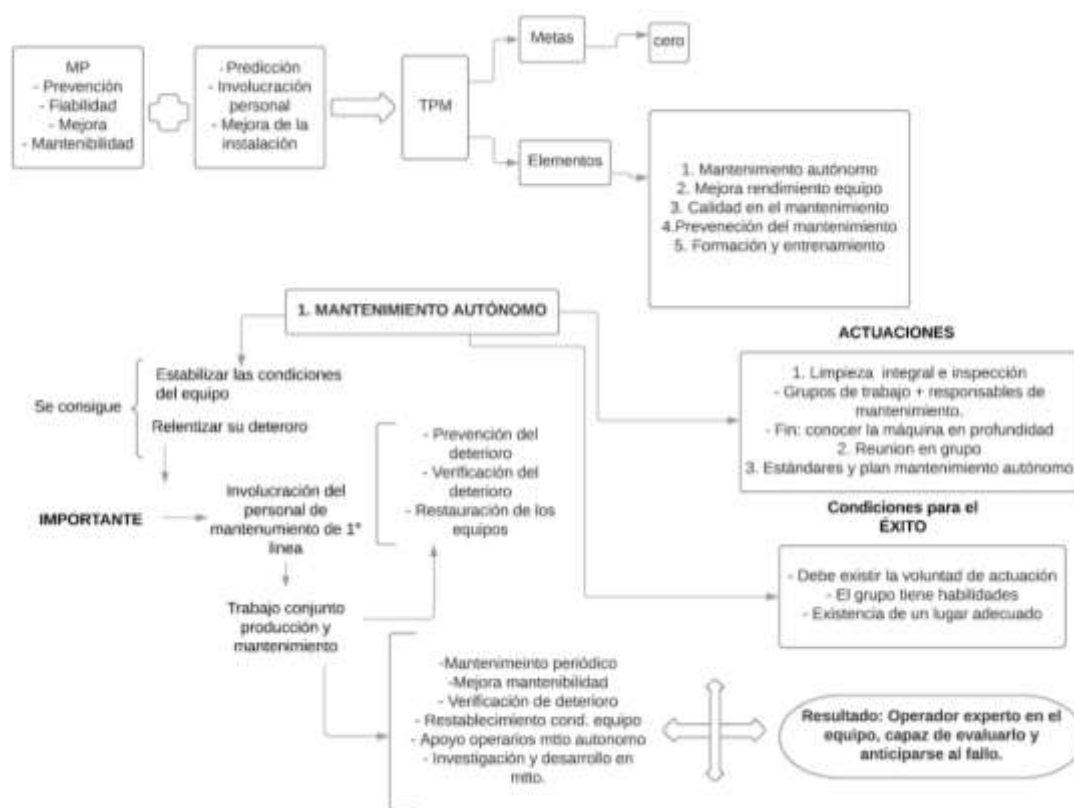 MP
- Prevención
- Fiabilidad
- Mejora
- Mantenibilidad
- Predicción
- Involucración
personal
- Mejora de la
instalación
TPM
Metas
cero
Elementos
1. Mantenimiento autónomo
2. Mejora rendimiento equipo
3. Calidad en el mantenimiento
4.Preveneción del mantenimiento
5. Formación y entrenamiento
1. MANTENIMIENTO AUTÓNOMO
Se consigue
Estabilizar las condiciones
del equipo
Relentizar su deteroro
IMPORTANTE
Involucración del
personal de
mantenumiento de 1ª
linea
Trabajo conjunto
producción y
mantenimiento
- Prevención del
deterioro
- Verificación del
deterioro
- Restauración de los
equipos
-Mantenimeinto periódico
-Mejora mantenibilidad
- Verificación de deterioro
- Restablecimiento cond. equipo
- Apoyo operarios mtto autonomo
- Investigación y desarrollo en
mtto.
ACTUACIONES
1. Limpieza integral e inspección
- Grupos de trabajo + responsables de
mantenimiento.
- Fin: conocer la máquina en profundidad
2. Reunion en grupo
3. Estándares y plan mantenimiento autónomo
Condiciones para el
ÉXITO
- Debe existir la voluntad de actuación
- El grupo tiene habilidades
- Existencia de un lugar adecuado
Resultado: Operador experto en el
equipo, capaz de evaluarlo y
anticiparse al fallo.